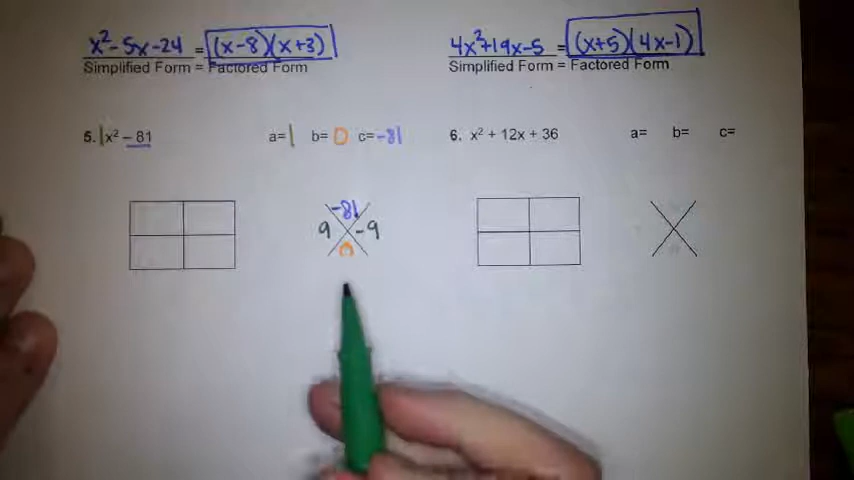 x² - 5x - 24 = (x-8)(x+3)
Simplified Form = Factored Form
4x² + 19x - 5 = (x+5)(4x-1)
Simplified Form = Factored Form
5. 1x² – 81 a=1 b=0 c=-81
6. x² + 12x + 36 a= b= c=
-81
9 -9
0